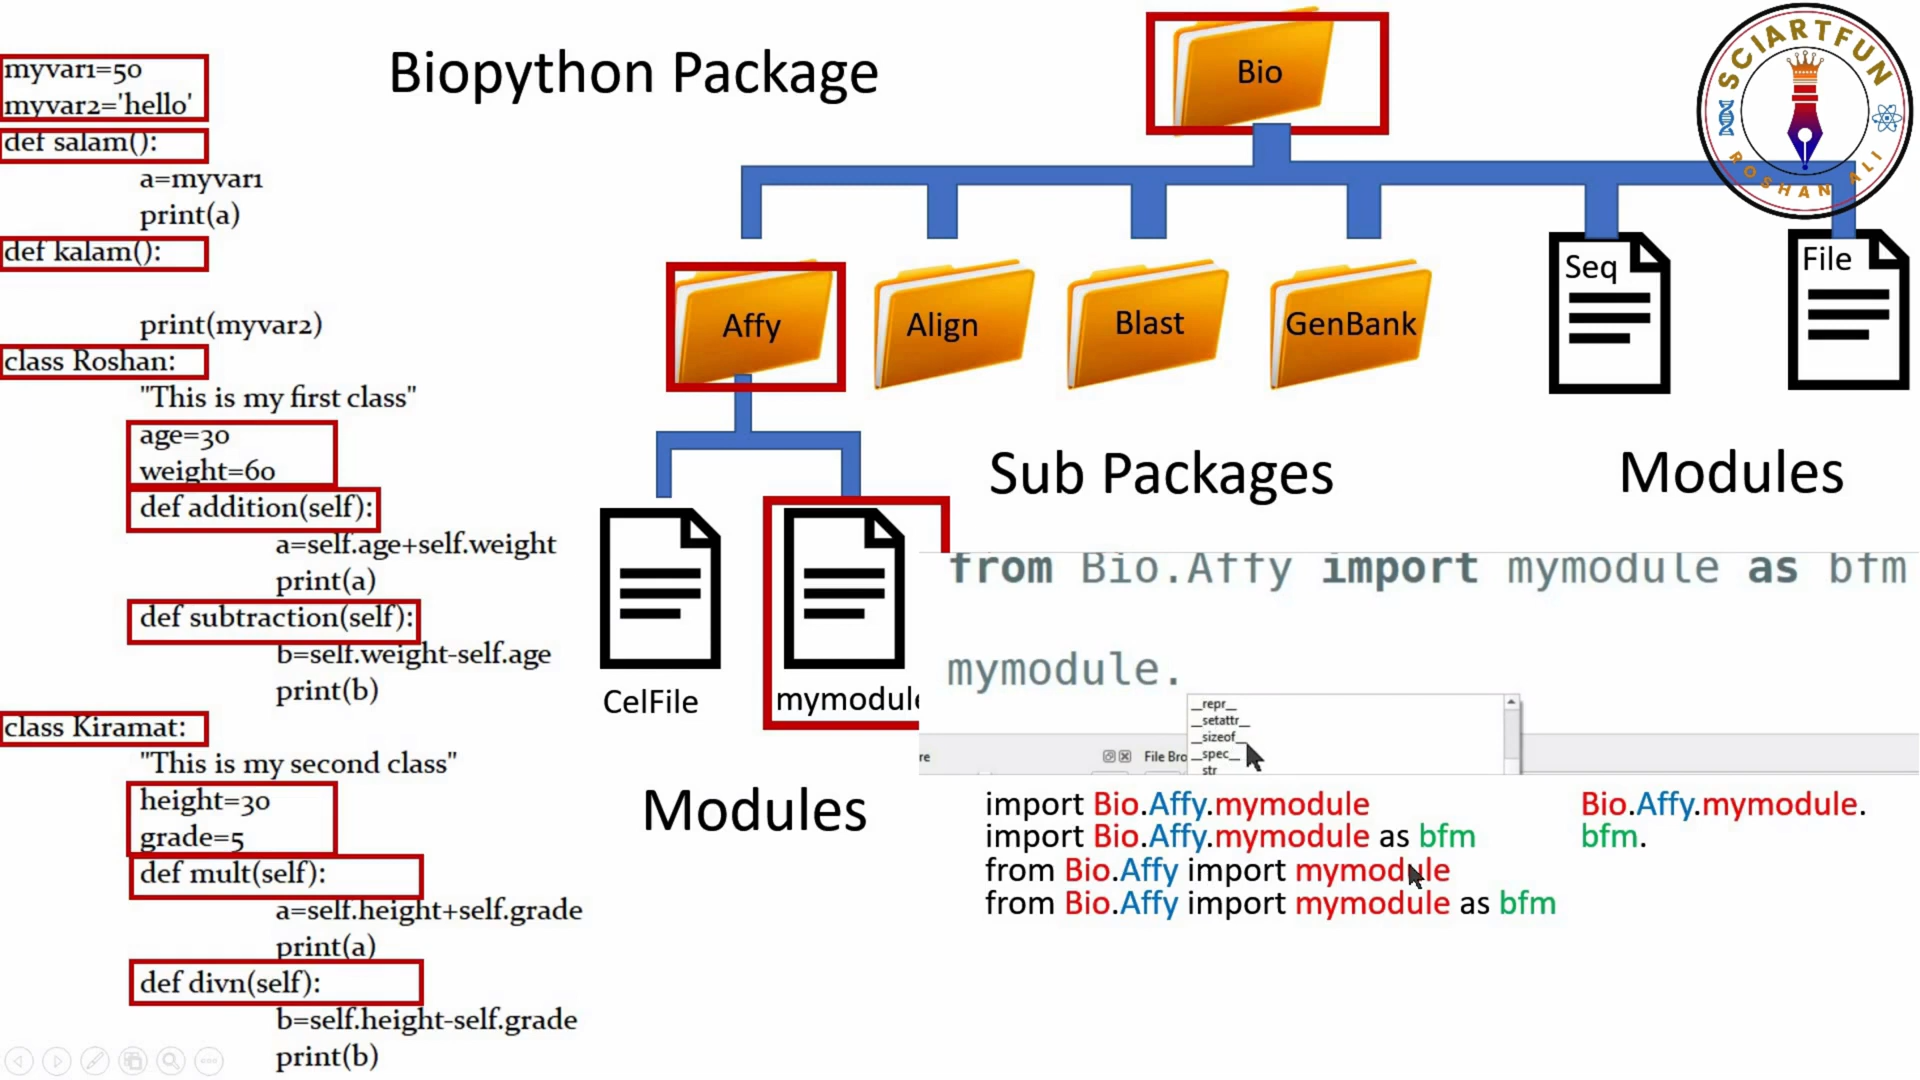 myvar1=50
myvar2='hello'
def salam():
a=myvar1
print(a)
def kalam():
print(myvar2)
class Roshan:
"This is my first class"
age=30
weight=60
def addition(self):
a=self.age+self.weight
print(a)
def subtraction(self):
b=self.weight-self.age
print(b)
class Kiramat:
"This is my second class"
height=30
grade=5
def mult(self):
a=self.height+self.grade
print(a)
def divn(self):
b=self.height-self.grade
print(b)
Biopython Package
Bio
SCIARTFUN
ROSHAN ALI
Affy
Align
Blast
GenBank
Seq
File
Sub Packages
Modules
CelFile
mymodule
Modules
from Bio.Affy import mymodule as bfm
mymodule.
__repr__
__setattr__
__sizeof__
__spec__
str
re
File Bro
import Bio.Affy.mymodule
import Bio.Affy.mymodule as bfm
from Bio.Affy import mymodule
from Bio.Affy import mymodule as bfm
Bio.Affy.mymodule.
bfm.